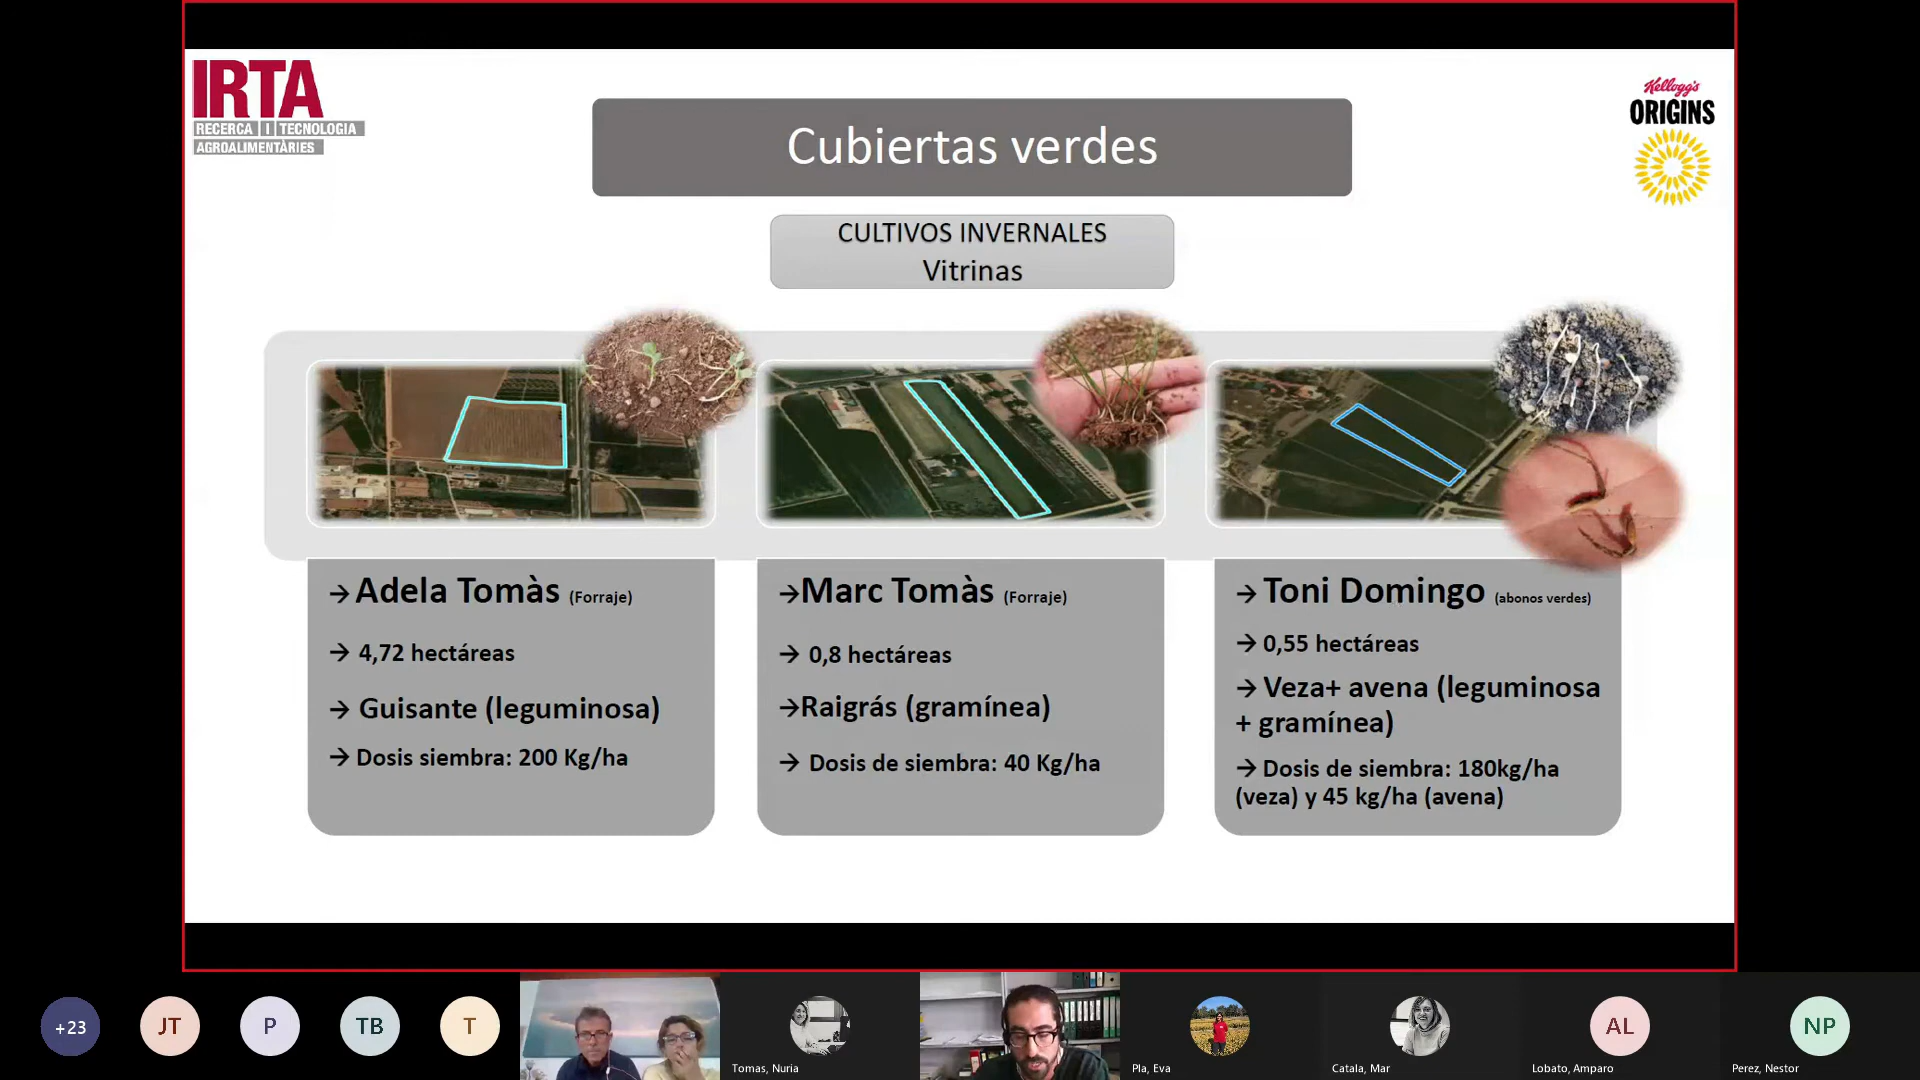 IRTA
RECERCA I TECNOLOGIA
AGROALIMENTÀRIES
Kellogg's
ORIGINS
Cubiertas verdes
CULTIVOS INVERNALES
Vitrinas
→ Adela Tomàs (Forraje)
→ 4,72 hectáreas
→ Guisante (leguminosa)
→ Dosis siembra: 200 Kg/ha
→Marc Tomàs (Forraje)
→ 0,8 hectáreas
→Raigrás (gramínea)
→ Dosis de siembra: 40 Kg/ha
→ Toni Domingo (abonos verdes)
→ 0,55 hectáreas
→ Veza+ avena (leguminosa
+ gramínea)
→ Dosis de siembra: 180kg/ha
(veza) y 45 kg/ha (avena)
+23
JT
P
TB
T
Tomas, Nuria
Pla, Eva
Catala, Mar
AL
Lobato, Amparo
NP
Perez, Nestor